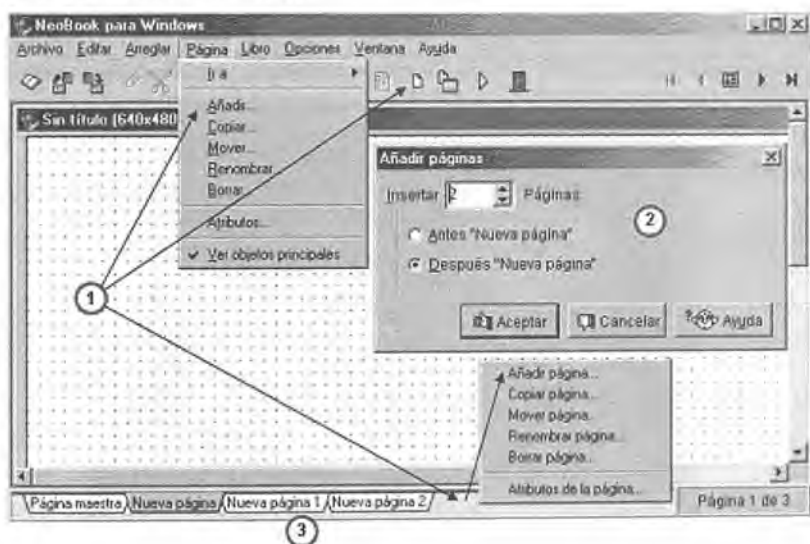 NeoBook para Windows
Archivo Editar Arreglar Página Libro Opciones Ventana Ayuda
Ir a
Añadir...
Copiar...
Mover...
Renombrar...
Borrar...
Atributos...
Ver objetos principales
Sin título (640x480
Añadir páginas
Insertar 2 Páginas
Antes "Nueva página"
Después "Nueva página"
Aceptar Cancelar Ayuda
1
2
Añadir página...
Copiar página...
Mover página...
Renombrar página...
Borrar página...
Atributos de la página...
Página maestra Nueva página Nueva página 1 Nueva página 2
Página 1 de 3
3